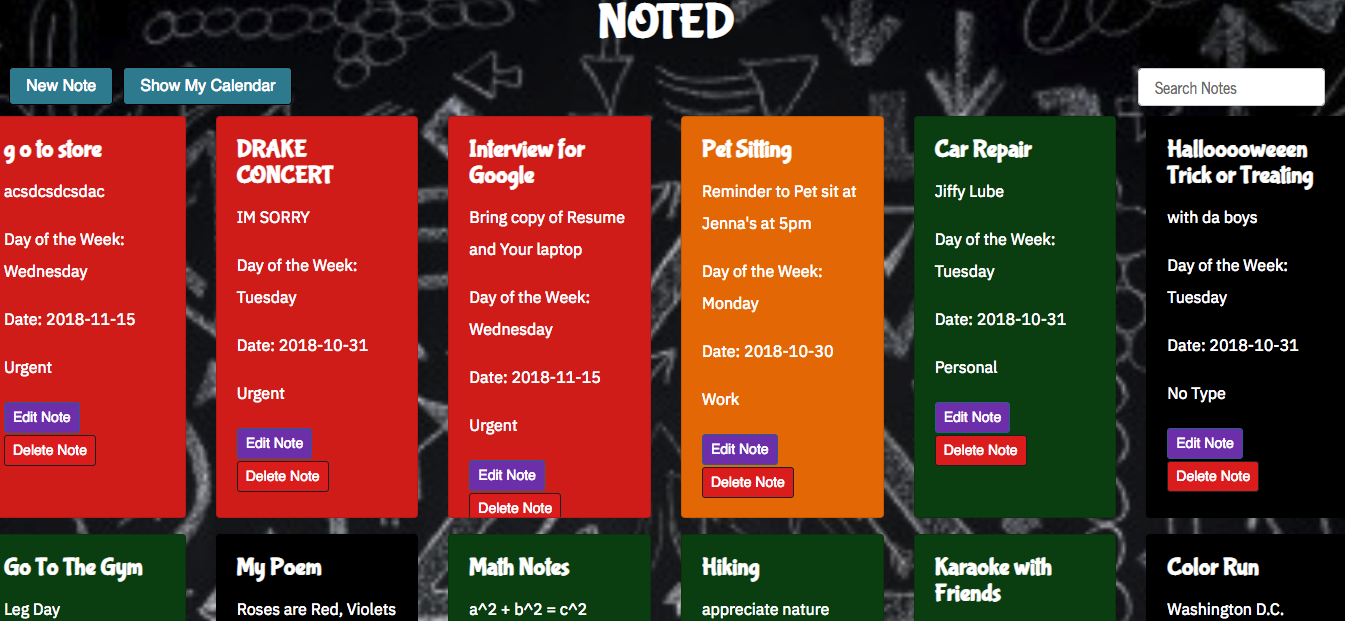 NOTED
New Note
Show My Calendar
Search Notes
g o to store
acsdcsdcsdac
Day of the Week:
Wednesday
Date: 2018-11-15
Urgent
Edit Note
Delete Note
DRAKE
CONCERT
IM SORRY
Day of the Week:
Tuesday
Date: 2018-10-31
Urgent
Edit Note
Delete Note
Interview for
Google
Bring copy of Resume
and Your laptop
Day of the Week:
Wednesday
Date: 2018-11-15
Urgent
Edit Note
Delete Note
Pet Sitting
Reminder to Pet sit at
Jenna's at 5pm
Day of the Week:
Monday
Date: 2018-10-30
Work
Edit Note
Delete Note
Car Repair
Jiffy Lube
Day of the Week:
Tuesday
Date: 2018-10-31
Personal
Edit Note
Delete Note
Hallooooweeen
Trick or Treating
with da boys
Day of the Week:
Tuesday
Date: 2018-10-31
No Type
Edit Note
Delete Note
Go To The Gym
Leg Day
My Poem
Roses are Red, Violets
Math Notes
a^2 + b^2 = c^2
Hiking
appreciate nature
Karaoke with
Friends
Color Run
Washington D.C.